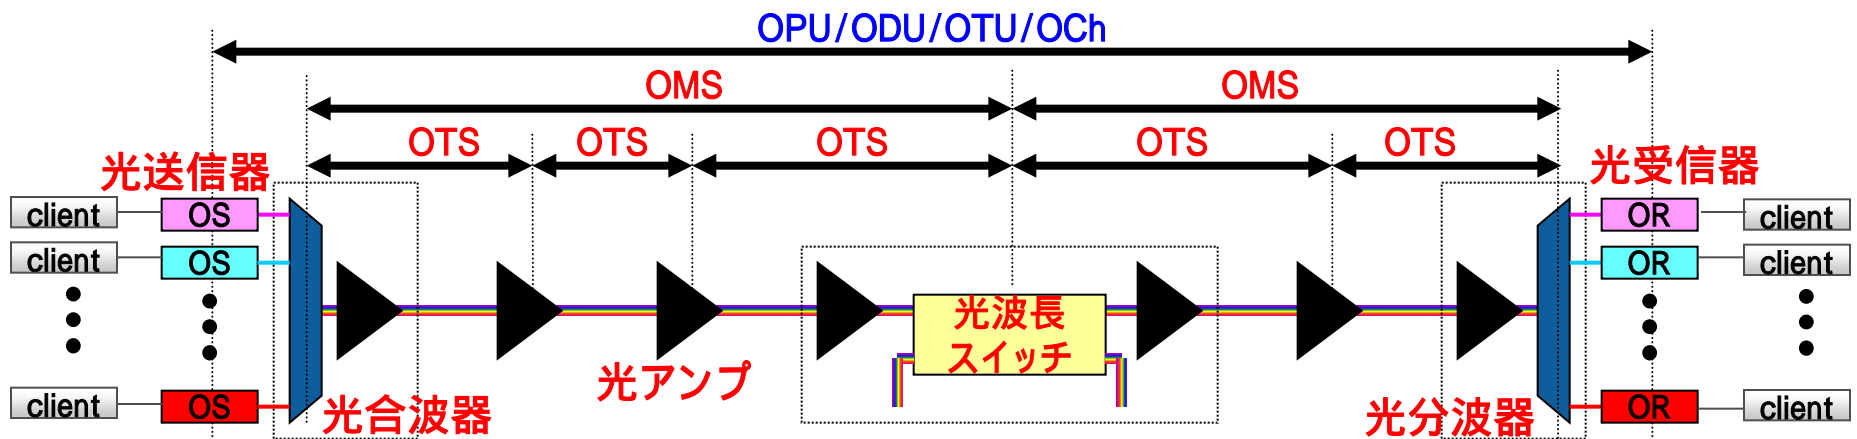 OPU/ODU/OTU/OCh
OMS
OMS
OTS
OTS
OTS
OTS
OTS
光送信器
光受信器
client
OS
OR
client
client
OS
OR
client
光波長
スイッチ
光アンプ
client
OS
光合波器
光分波器
OR
client